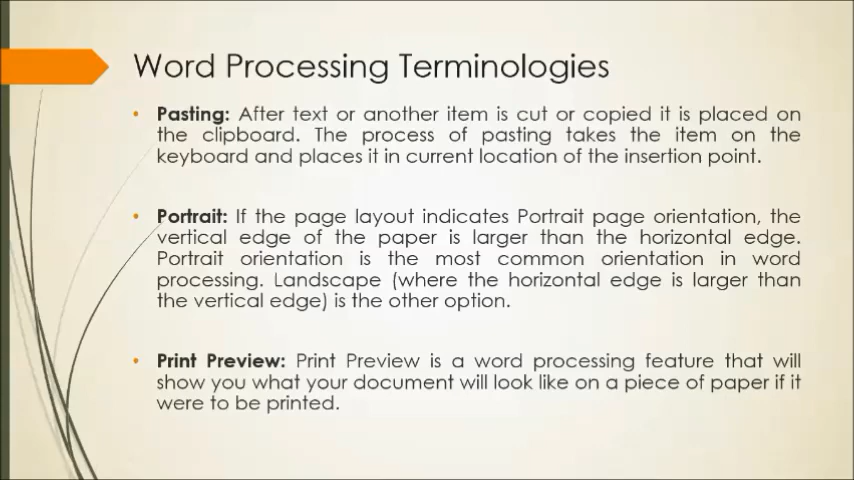 Word Processing Terminologies
• Pasting: After text or another item is cut or copied it is placed on
the clipboard. The process of pasting takes the item on the
keyboard and places it in current location of the insertion point.
• Portrait: If the page layout indicates Portrait page orientation, the
vertical edge of the paper is larger than the horizontal edge.
Portrait orientation is the most common orientation in word
processing. Landscape (where the horizontal edge is larger than
the vertical edge) is the other option.
• Print Preview: Print Preview is a word processing feature that will
show you what your document will look like on a piece of paper if it
were to be printed.